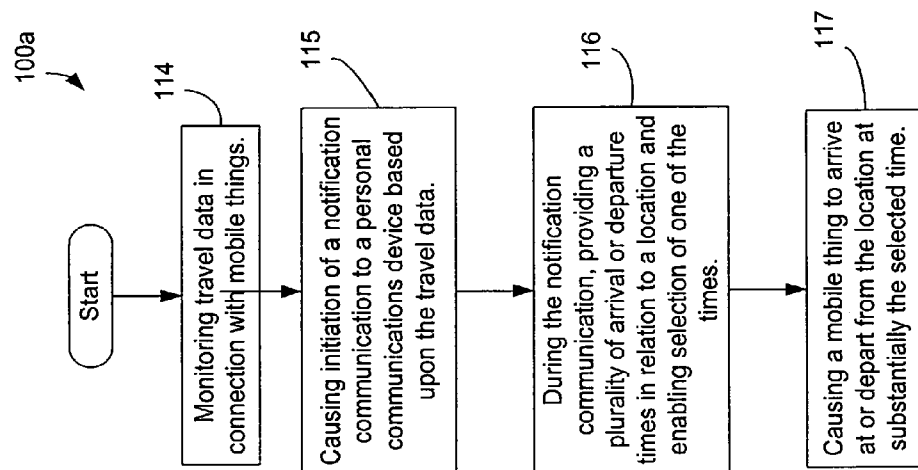 100a
Start
114
Monitoring travel data in
connection with mobile things.
115
Causing initiation of a notification
communication to a personal
communications device based
upon the travel data.
116
During the notification
communication, providing a
plurality of arrival or departure
times in relation to a location and
enabling selection of one of the
times.
117
Causing a mobile thing to arrive
at or depart from the location at
substantially the selected time.